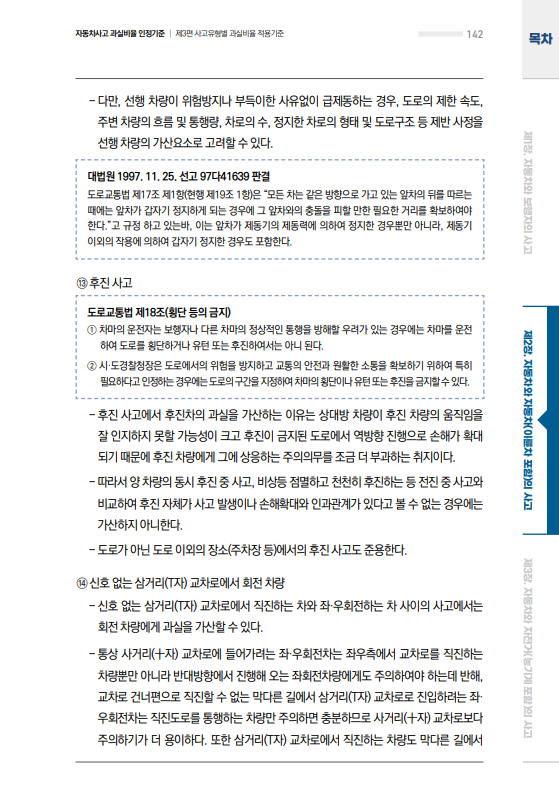 자동차사고 과실비율 인정기준 | 제3편 사고유형별 과실비율 적용기준
142
목차
– 다만, 선행 차량이 위험방지나 부득이한 사유없이 급제동하는 경우, 도로의 제한 속도,
주변 차량의 흐름 및 통행량, 차로의 수, 정지한 차로의 형태 및 도로구조 등 제반 사정을
선행 차량의 가산요소로 고려할 수 있다.
대법원 1997. 11. 25. 선고 97다41639 판결
도로교통법 제17조 제1항(현행 제19조 1항)은 “모든 차는 같은 방향으로 가고 있는 앞차의 뒤를 따르는
때에는 앞차가 갑자기 정지하게 되는 경우에 그 앞차와의 충돌을 피할 만한 필요한 거리를 확보하여야
한다.”고 규정 하고 있는바, 이는 앞차가 제동기의 제동력에 의하여 정지한 경우뿐만 아니라, 제동기
이외의 작용에 의하여 갑자기 정지한 경우도 포함한다.
⑬ 후진 사고
도로교통법 제18조(횡단 등의 금지)
① 차마의 운전자는 보행자나 다른 차마의 정상적인 통행을 방해할 우려가 있는 경우에는 차마를 운전
하여 도로를 횡단하거나 유턴 또는 후진하여서는 아니 된다.
② 시·도경찰청장은 도로에서의 위험을 방지하고 교통의 안전과 원활한 소통을 확보하기 위하여 특히
필요하다고 인정하는 경우에는 도로의 구간을 지정하여 차마의 횡단이나 유턴 또는 후진을 금지할 수 있다.
– 후진 사고에서 후진차의 과실을 가산하는 이유는 상대방 차량이 후진 차량의 움직임을
잘 인지하지 못할 가능성이 크고 후진이 금지된 도로에서 역방향 진행으로 손해가 확대
되기 때문에 후진 차량에게 그에 상응하는 주의의무를 조금 더 부과하는 취지이다.
– 따라서 양 차량의 동시 후진 중 사고, 비상등 점멸하고 천천히 후진하는 등 전진 중 사고와
비교하여 후진 자체가 사고 발생이나 손해확대와 인과관계가 있다고 볼 수 없는 경우에는
가산하지 아니한다.
– 도로가 아닌 도로 이외의 장소(주차장 등)에서의 후진 사고도 준용한다.
⑭ 신호 없는 삼거리(T자) 교차로에서 회전 차량
– 신호 없는 삼거리(T자) 교차로에서 직진하는 차와 좌·우회전하는 차 사이의 사고에서는
회전 차량에게 과실을 가산할 수 있다.
– 통상 사거리(十자) 교차로에 들어가려는 좌·우회전차는 좌우측에서 교차로를 직진하는
차량뿐만 아니라 반대방향에서 진행해 오는 좌회전차량에게도 주의하여야 하는데 반해,
교차로 건너편으로 직진할 수 없는 막다른 길에서 삼거리(T자) 교차로로 진입하려는 좌·
우회전차는 직진도로를 통행하는 차량만 주의하면 충분하므로 사거리(十자) 교차로보다
주의하기가 더 용이하다. 또한 삼거리(T자) 교차로에서 직진하는 차량도 막다른 길에서
제1장. 자동차와 보행자의 사고
제2장. 자동차와 자동차(이륜차 포함)의 사고
제3장. 자동차와 자전거(농기계 포함)의 사고